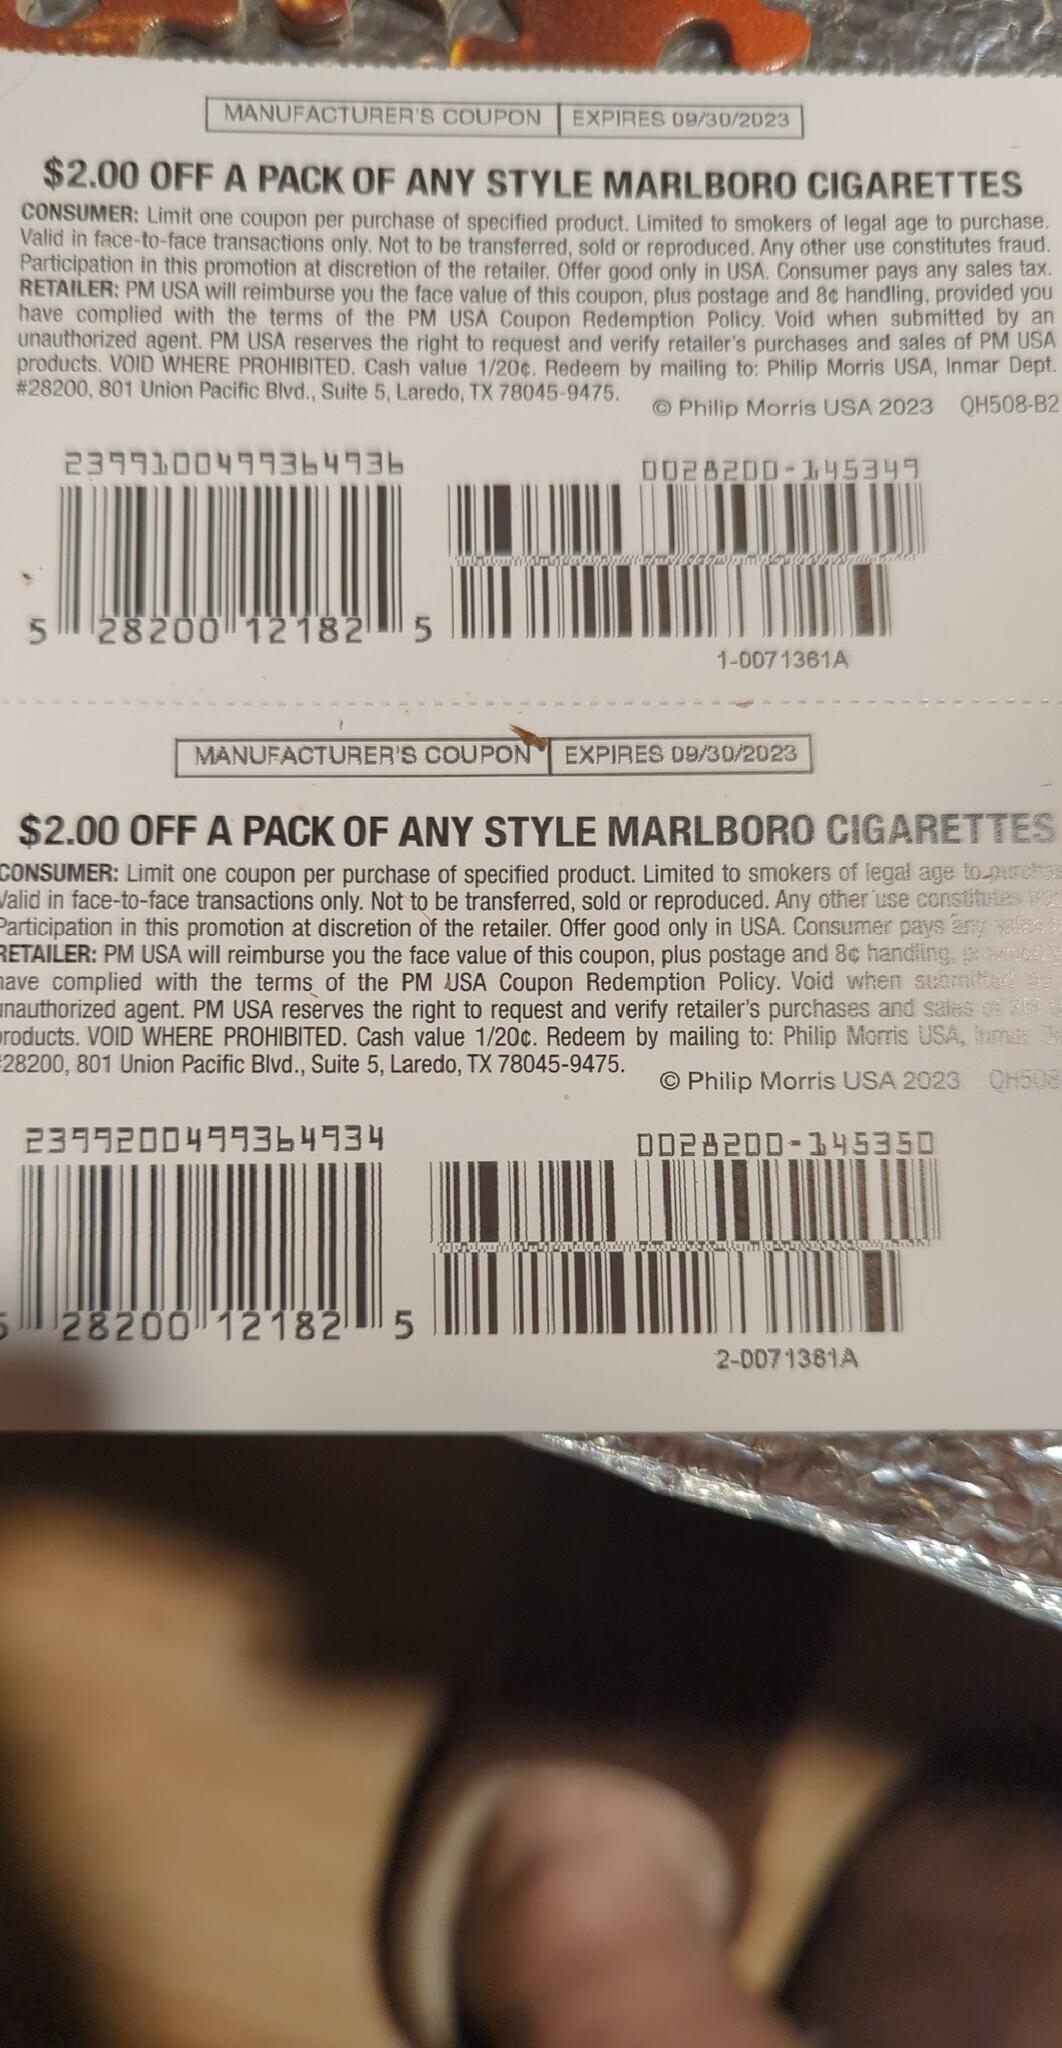 MANUFACTURER'S COUPON | EXPIRES 09/30/2023
$2.00 OFF A PACK OF ANY STYLE MARLBORO CIGARETTES
CONSUMER: Limit one coupon per purchase of specified product. Limited to smokers of legal age to purchase.
Valid in face-to-face transactions only. Not to be transferred, sold or reproduced. Any other use constitutes fraud.
Participation in this promotion at discretion of the retailer. Offer good only in USA. Consumer pays any sales tax.
RETAILER: PM USA will reimburse you the face value of this coupon, plus postage and 8¢ handling, provided you
have complied with the terms of the PM USA Coupon Redemption Policy. Void when submitted by an
unauthorized agent. PM USA reserves the right to request and verify retailer's purchases and sales of PM USA
products. VOID WHERE PROHIBITED. Cash value 1/20¢. Redeem by mailing to: Philip Morris USA, Inmar Dept.
#28200, 801 Union Pacific Blvd., Suite 5, Laredo, TX 78045-9475.
© Philip Morris USA 2023 QH508-B2
2399100499364936 0028200-145349
5 28200 12182 5
1-0071361A
MANUFACTURER'S COUPON | EXPIRES 09/30/2023
$2.00 OFF A PACK OF ANY STYLE MARLBORO CIGARETTES
CONSUMER: Limit one coupon per purchase of specified product. Limited to smokers of legal age to purchase
Valid in face-to-face transactions only. Not to be transferred, sold or reproduced. Any other use constitutes
Participation in this promotion at discretion of the retailer. Offer good only in USA. Consumer pays any sales
RETAILER: PM USA will reimburse you the face value of this coupon, plus postage and 8¢ handling, provided
have complied with the terms of the PM USA Coupon Redemption Policy. Void when submitted by
unauthorized agent. PM USA reserves the right to request and verify retailer's purchases and sales of PM
products. VOID WHERE PROHIBITED. Cash value 1/20¢. Redeem by mailing to: Philip Morris USA, Inmar
#28200, 801 Union Pacific Blvd., Suite 5, Laredo, TX 78045-9475.
© Philip Morris USA 2023 QH508
2399200499364934 0028200-145350
5 28200 12182 5
2-0071361A